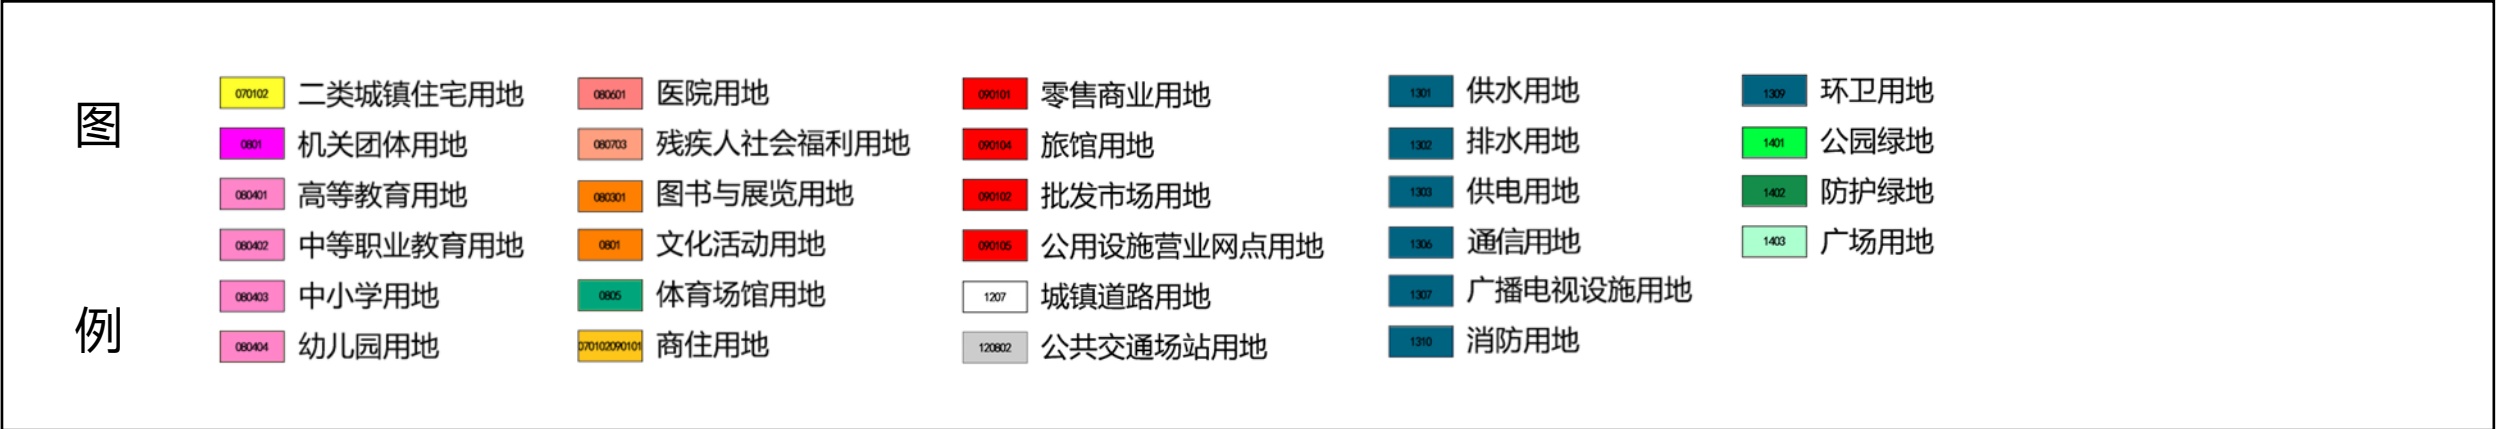 图例
070102 二类城镇住宅用地
0801 机关团体用地
080401 高等教育用地
080402 中等职业教育用地
080403 中小学用地
080404 幼儿园用地
080601 医院用地
080703 残疾人社会福利用地
080301 图书与展览用地
0801 文化活动用地
0805 体育场馆用地
070102090101 商住用地
090101 零售商业用地
090104 旅馆用地
090102 批发市场用地
090105 公用设施营业网点用地
1207 城镇道路用地
120802 公共交通场站用地
1301 供水用地
1302 排水用地
1303 供电用地
1306 通信用地
1307 广播电视设施用地
1310 消防用地
1309 环卫用地
1401 公园绿地
1402 防护绿地
1403 广场用地